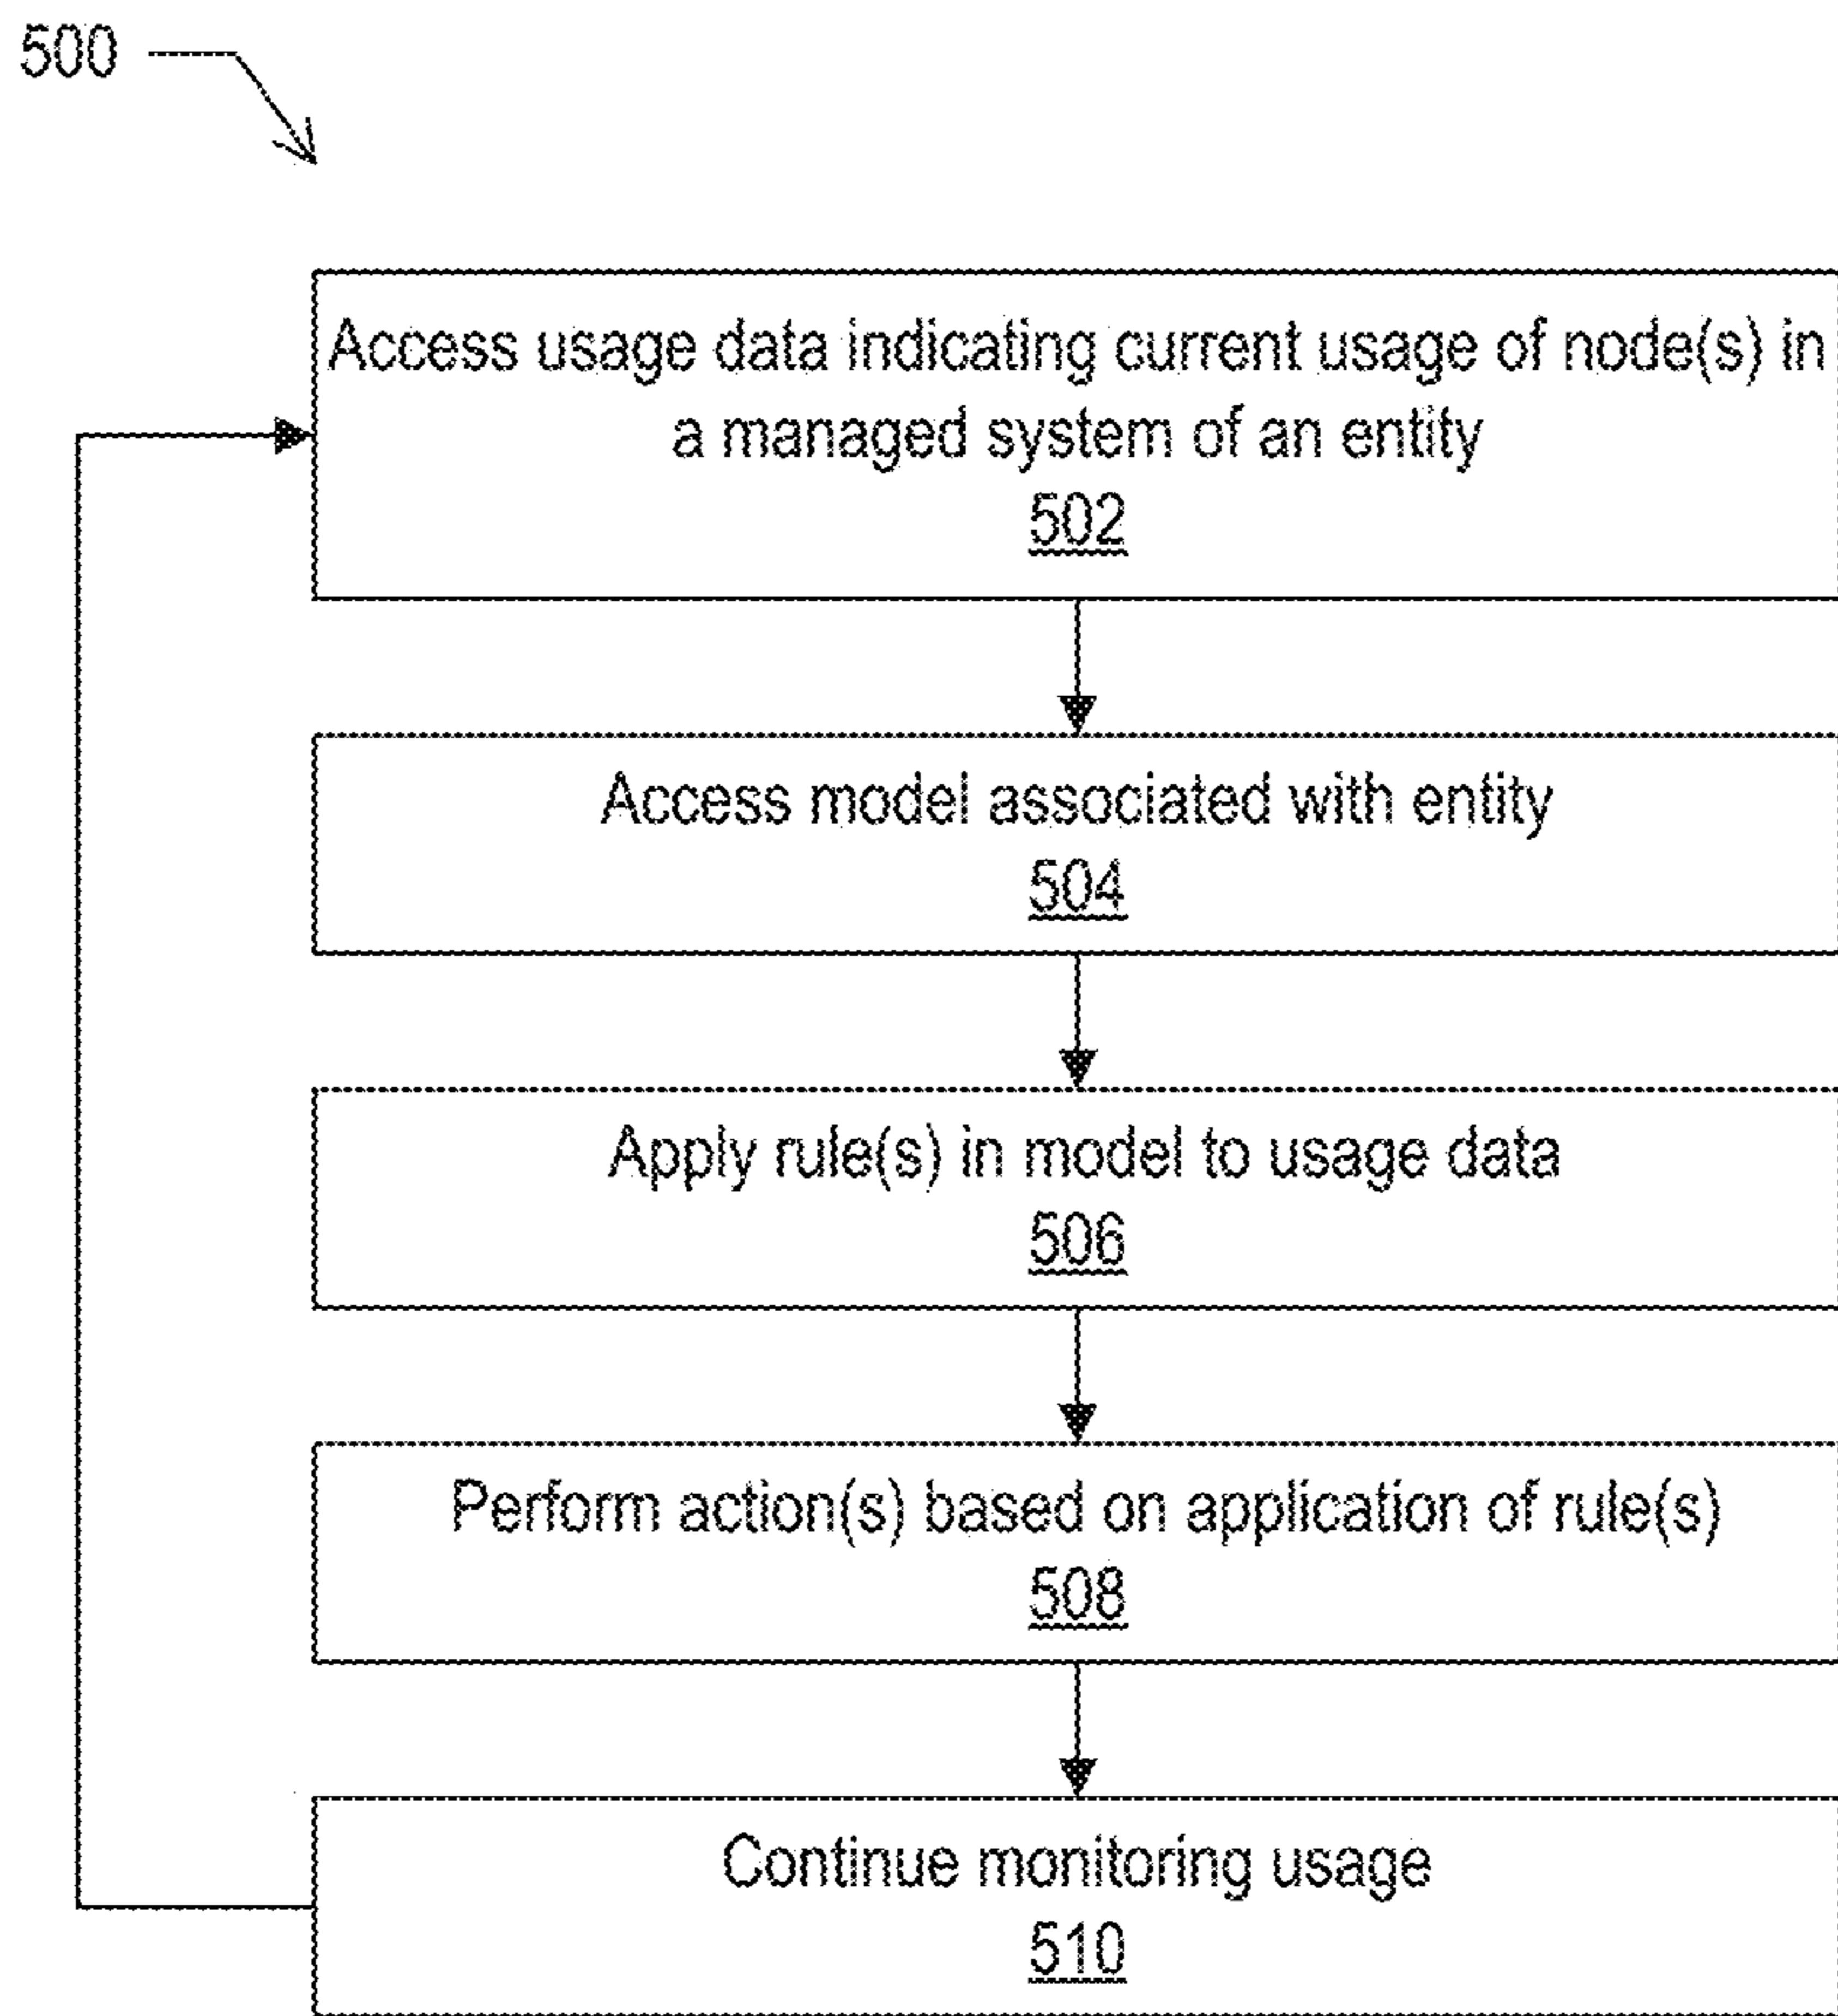 500
Access usage data indicating current usage of node(s) in
a managed system of an entity
502
Access model associated with entity
504
Apply rule(s) in model to usage data
506
Perform action(s) based on application of rule(s)
508
Continue monitoring usage
510